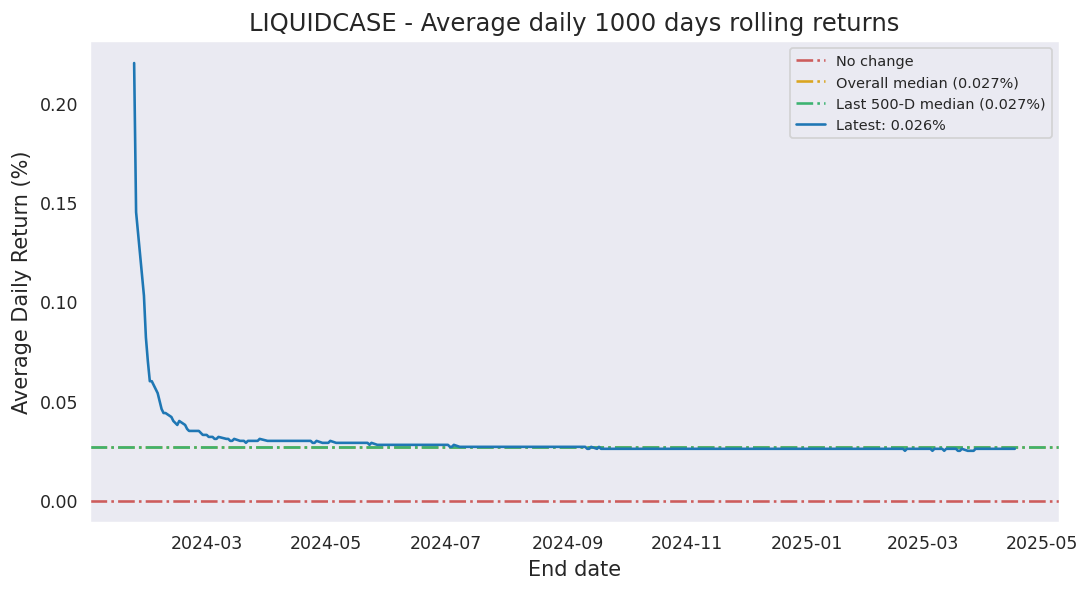 LIQUIDCASE - Average daily 1000 days rolling returns
No change
Overall median (0.027%)
Last 500-D median (0.027%)
Latest: 0.026%
Average Daily Return (%)
0.20
0.15
0.10
0.05
0.00
2024-03 2024-05 2024-07 2024-09 2024-11 2025-01 2025-03 2025-05
End date